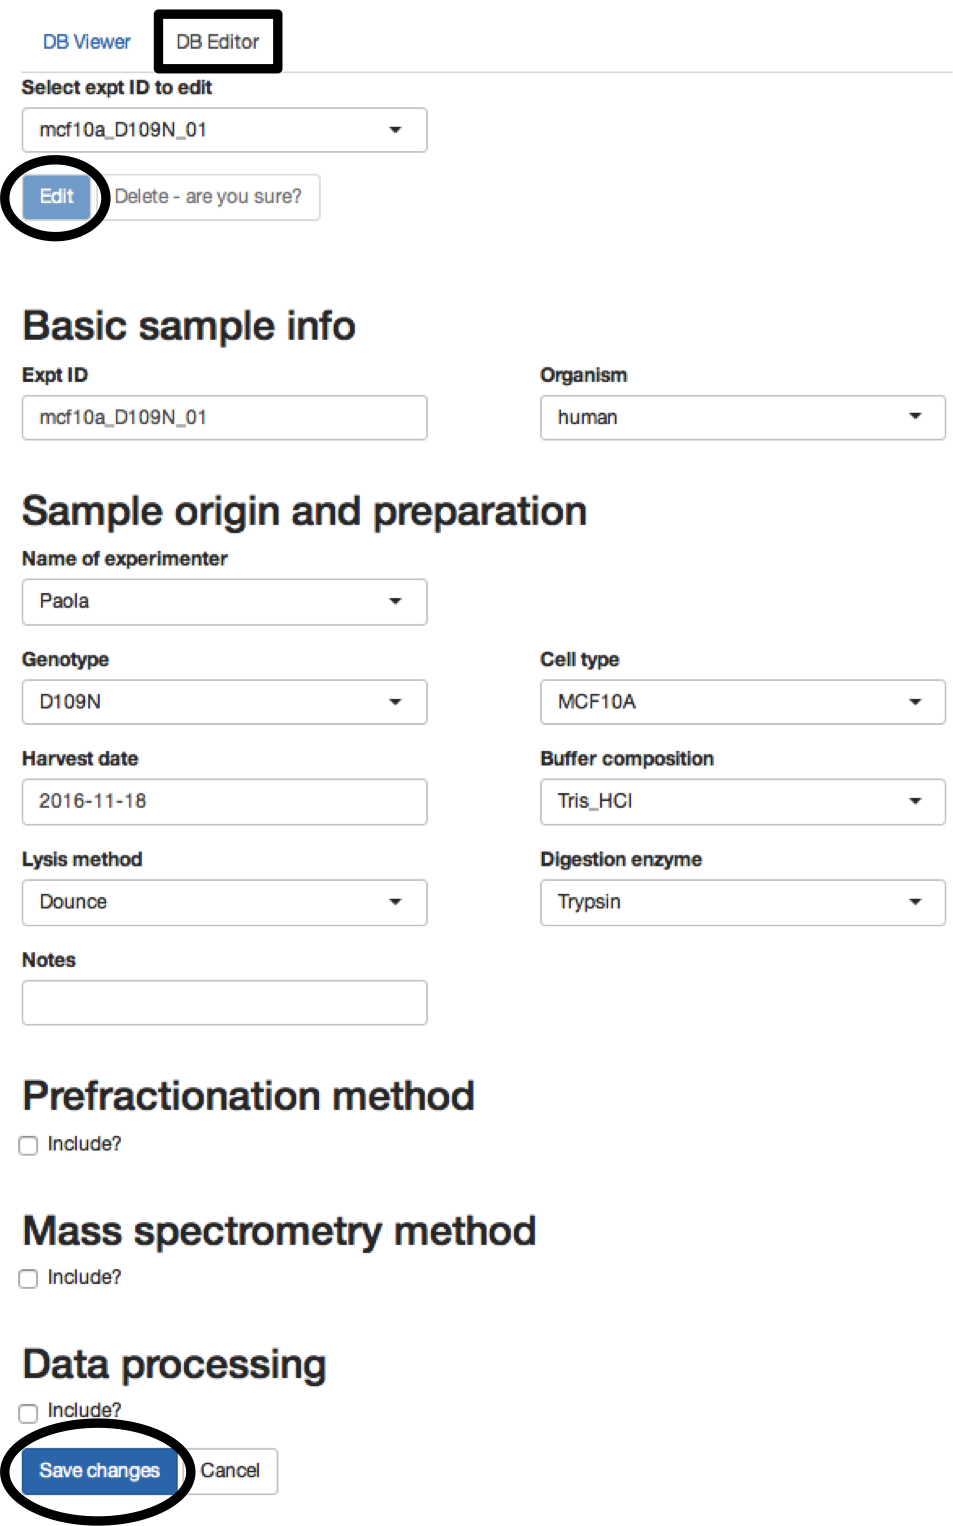 DB Viewer DB Editor
Select expt ID to edit
mcf10a_D109N_01
Edit Delete - are you sure?
Basic sample info
Expt ID Organism
mcf10a_D109N_01 human
Sample origin and preparation
Name of experimenter
Paola
Genotype Cell type
D109N MCF10A
Harvest date Buffer composition
2016-11-18 Tris_HCl
Lysis method Digestion enzyme
Dounce Trypsin
Notes
Prefractionation method
Include?
Mass spectrometry method
Include?
Data processing
Include?
Save changes Cancel